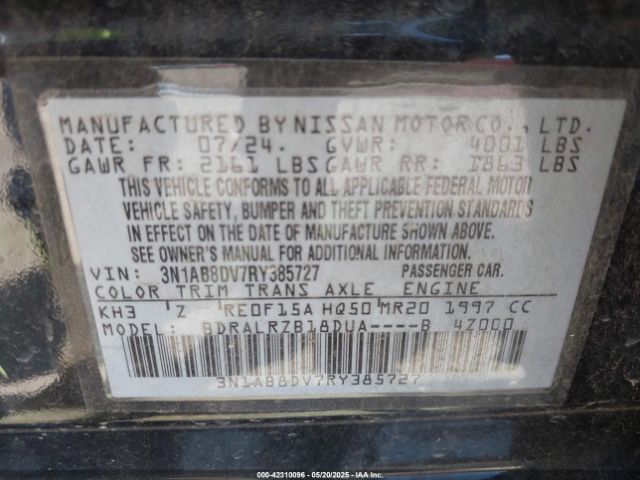 MANUFACTURED BY NISSAN MOTOR CO., LTD.
DATE: 07/24. GVWR: 4001 LBS
GAWR FR: 2161 LBS GAWR RR: 1863 LBS
THIS VEHICLE CONFORMS TO ALL APPLICABLE FEDERAL MOTOR
VEHICLE SAFETY, BUMPER AND THEFT PREVENTION STANDARDS
IN EFFECT ON THE DATE OF MANUFACTURE SHOWN ABOVE.
SEE OWNER'S MANUAL FOR ADDITIONAL INFORMATION.
VIN: 3N1AB8DV7RY385727 PASSENGER CAR.
COLOR TRIM TRANS AXLE ENGINE
KH3 Z RE0F15A HQ50 MR20 1997 CC
MODEL: BDRALRZB18DUA----B 4Z000
3N1AB8DV7RY385727
000-42310096 | 05/20/2025 | IAA, Inc.